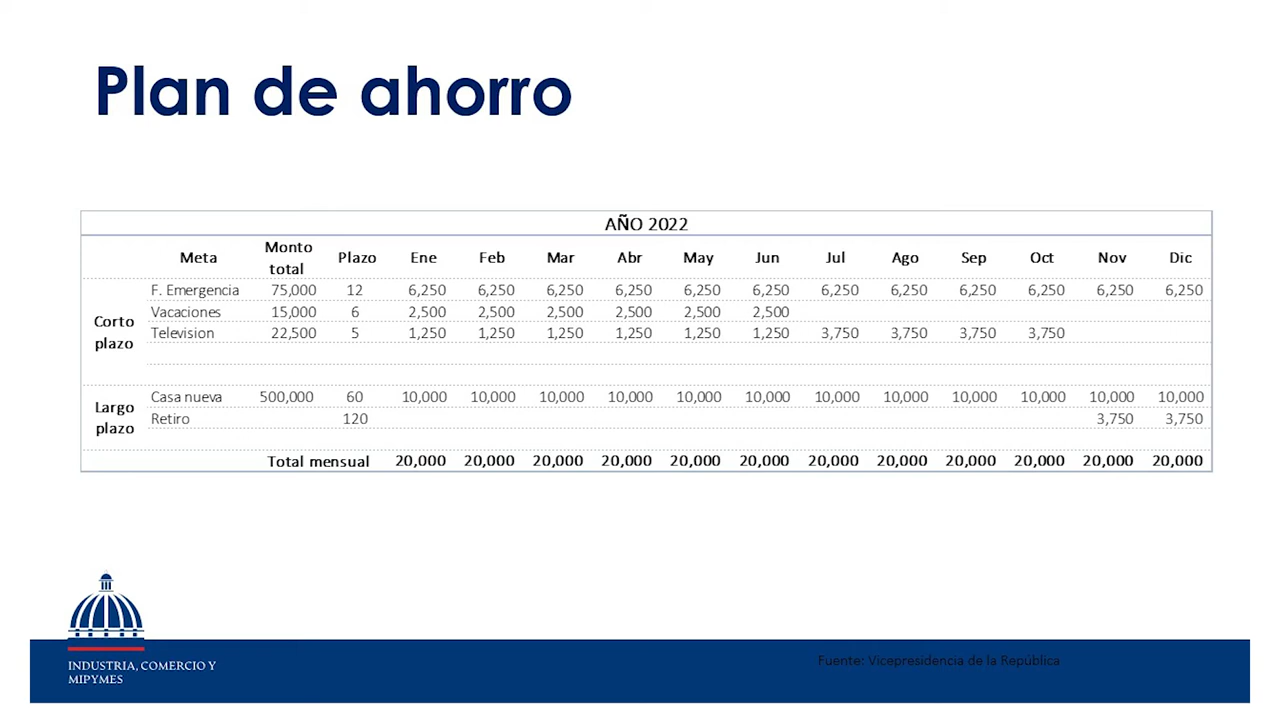 Plan de ahorro
AÑO 2022
Meta Monto total Plazo Ene Feb Mar Abr May Jun Jul Ago Sep Oct Nov Dic
Corto plazo
F. Emergencia 75,000 12 6,250 6,250 6,250 6,250 6,250 6,250 6,250 6,250 6,250 6,250 6,250 6,250
Vacaciones 15,000 6 2,500 2,500 2,500 2,500 2,500 2,500
Television 22,500 5 1,250 1,250 1,250 1,250 1,250 1,250 3,750 3,750 3,750 3,750
Largo plazo
Casa nueva 500,000 60 10,000 10,000 10,000 10,000 10,000 10,000 10,000 10,000 10,000 10,000 10,000 10,000
Retiro 120 3,750 3,750
Total mensual 20,000 20,000 20,000 20,000 20,000 20,000 20,000 20,000 20,000 20,000 20,000 20,000
INDUSTRIA, COMERCIO Y
MIPYMES
Fuente: Vicepresidencia de la República